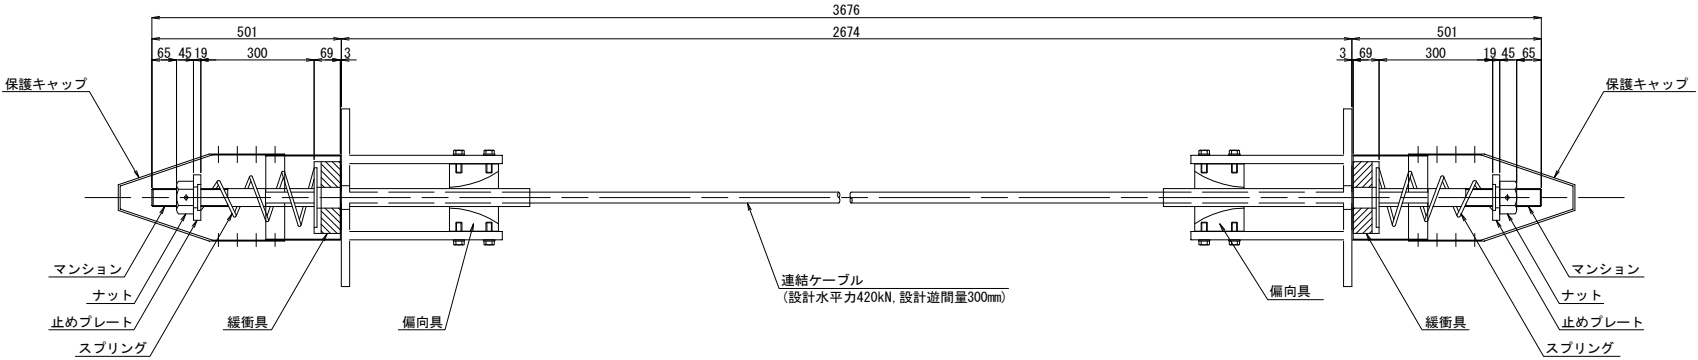 3676
501
2674
501
65
45
19
300
69
3
3
69
300
19
45
65
保護キャップ
保護キャップ
マンション
ナット
止めプレート
スプリング
緩衝具
偏向具
連結ケーブル
(設計水平力420kN, 設計遊間量300mm)
偏向具
緩衝具
マンション
ナット
止めプレート
スプリング